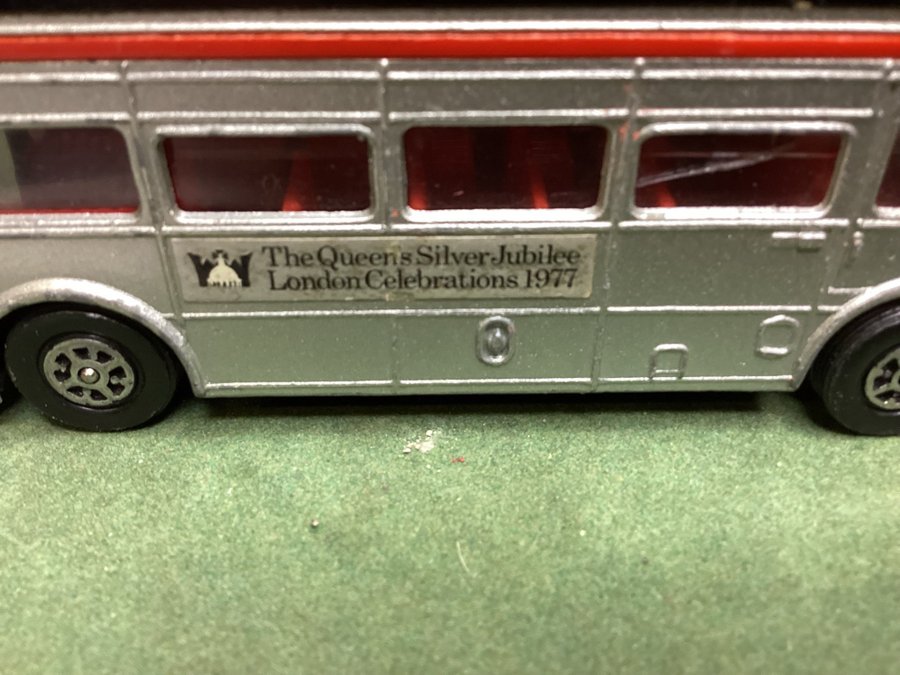 The Queen's Silver Jubilee
London Celebrations 1977